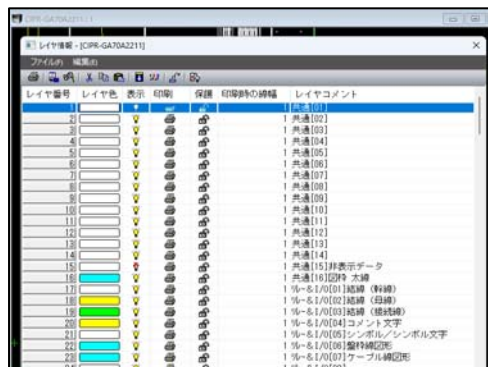 CIPR-GA70A2211 : 1
レイヤ情報 - [CIPR-GA70A2211]
ファイル(F) 編集(E)
レイヤ番号 レイヤ色 表示 印刷 保護 印刷時の線幅 レイヤコメント
1 1 共通[01]
2 1 共通[02]
3 1 共通[03]
4 1 共通[04]
5 1 共通[05]
6 1 共通[06]
7 1 共通[07]
8 1 共通[08]
9 1 共通[09]
10 1 共通[10]
11 1 共通[11]
12 1 共通[12]
13 1 共通[13]
14 1 共通[14]
15 1 共通[15]非表示データ
16 1 共通[16]図枠 太線
17 1 リレー&I/O[01]結線（幹線）
18 1 リレー&I/O[02]結線（母線）
19 1 リレー&I/O[03]結線（接続線）
20 1 リレー&I/O[04]コメント文字
21 1 リレー&I/O[05]シンボル／シンボル文字
22 1 リレー&I/O[06]盤枠線図形
23 1 リレー&I/O[07]ケーブル線図形